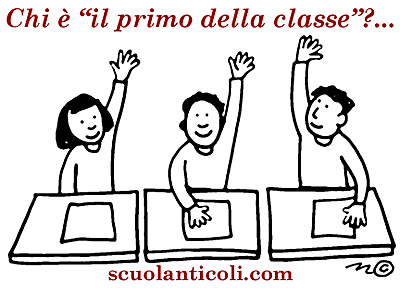 Chi è “il primo della classe”?...
scuolanticoli.com